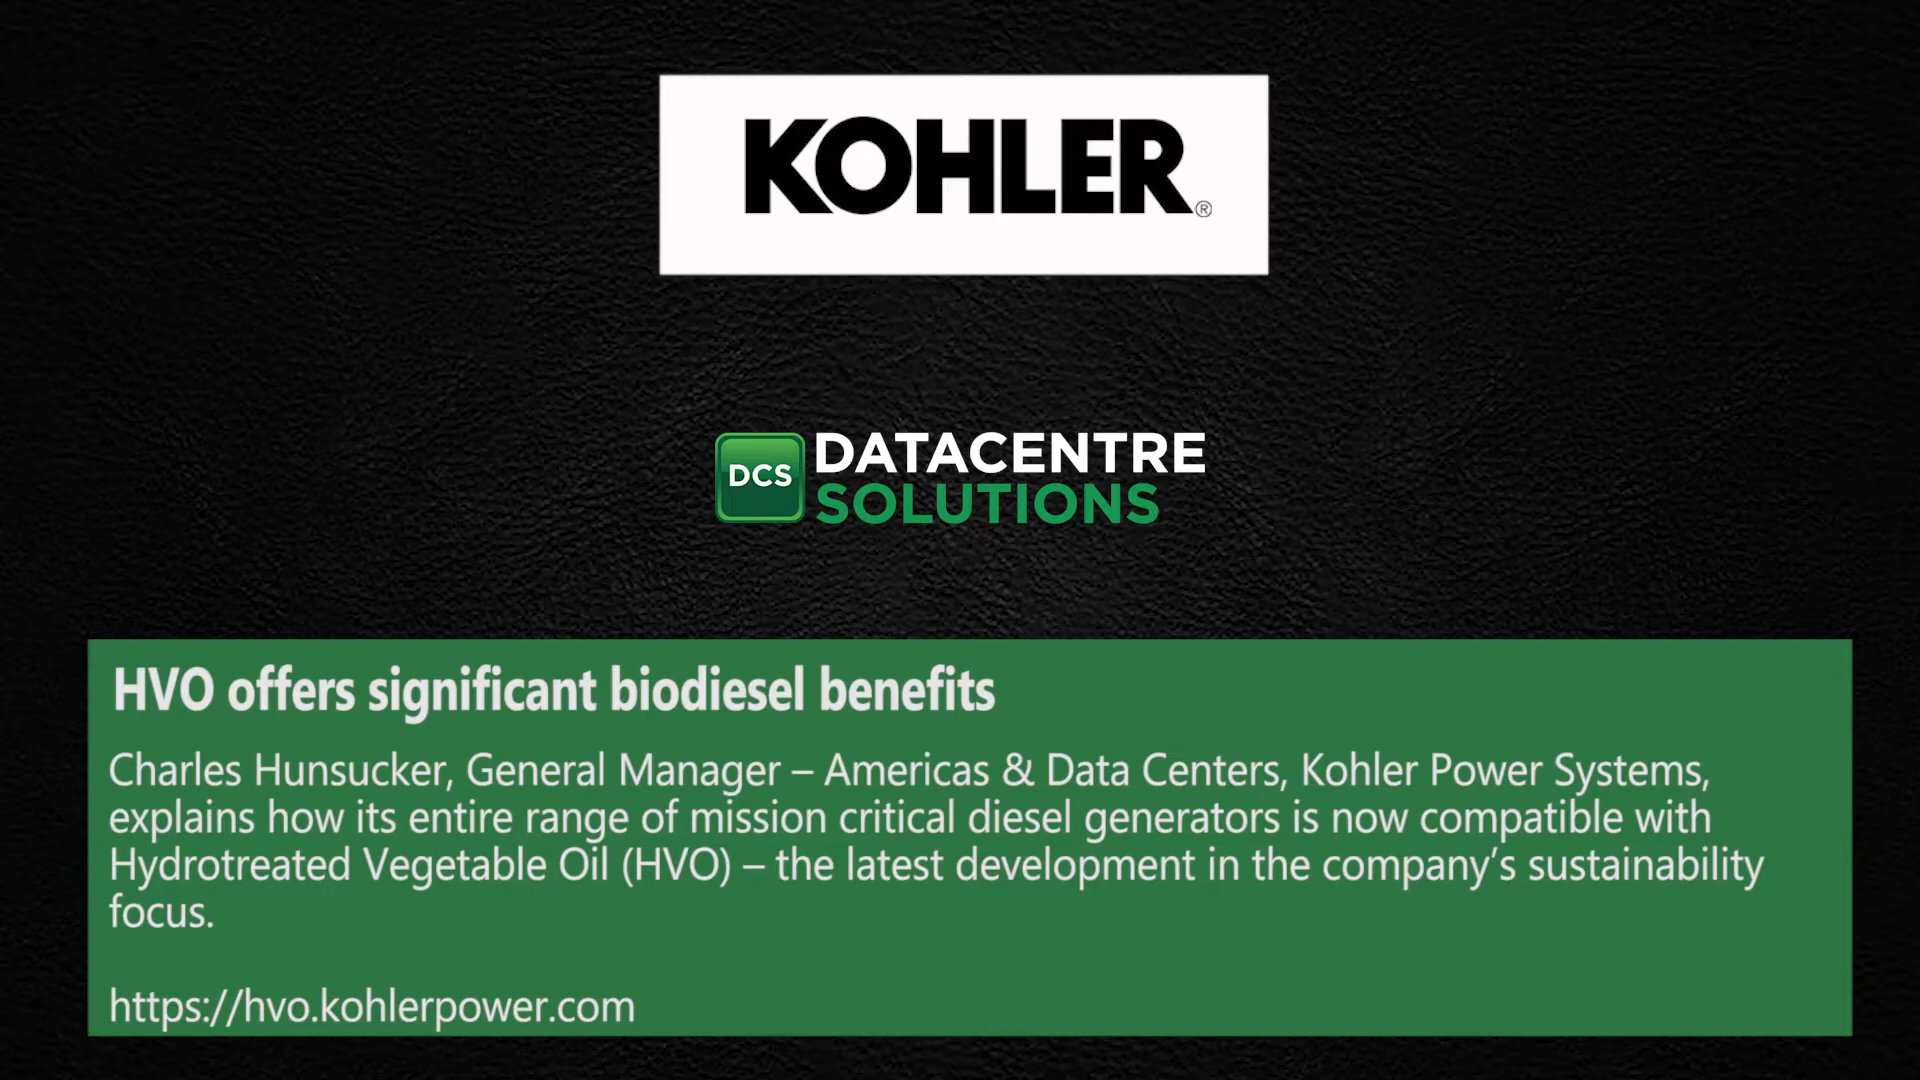 KOHLER®
DCS
DATACENTRE
SOLUTIONS
HVO offers significant biodiesel benefits
Charles Hunsucker, General Manager – Americas & Data Centers, Kohler Power Systems,
explains how its entire range of mission critical diesel generators is now compatible with
Hydrotreated Vegetable Oil (HVO) – the latest development in the company’s sustainability
focus.
https://hvo.kohlerpower.com